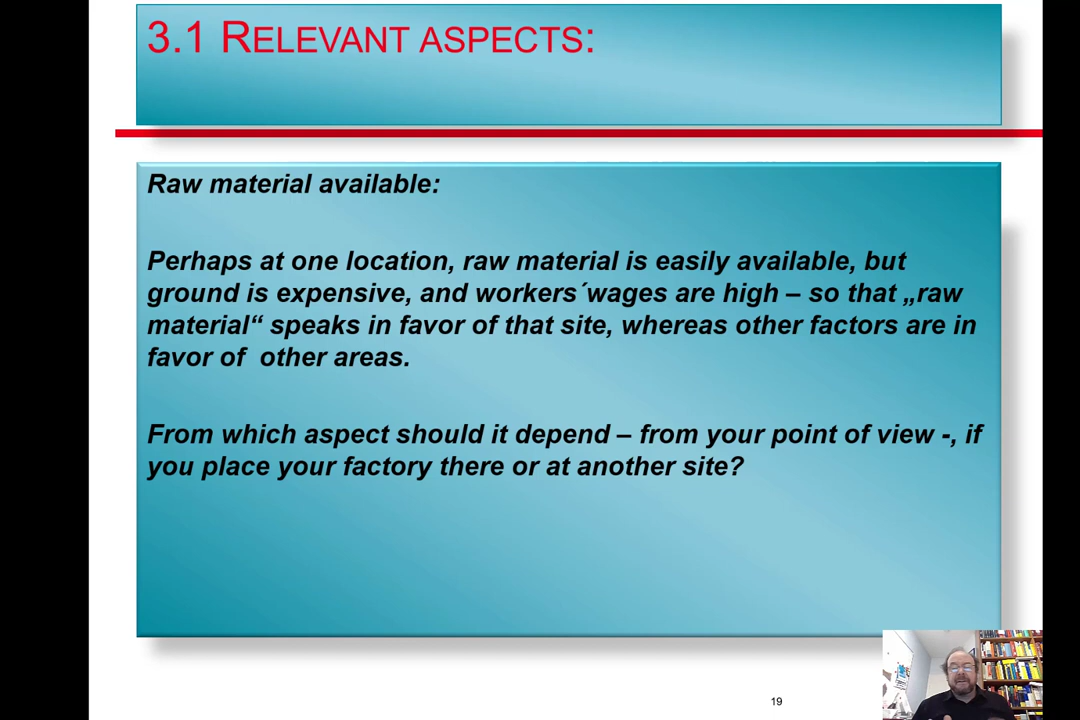 3.1 RELEVANT ASPECTS:
Raw material available:
Perhaps at one location, raw material is easily available, but
ground is expensive, and workers´wages are high – so that „raw
material“ speaks in favor of that site, whereas other factors are in
favor of  other areas.
From which aspect should it depend – from your point of view -, if
you place your factory there or at another site?
19